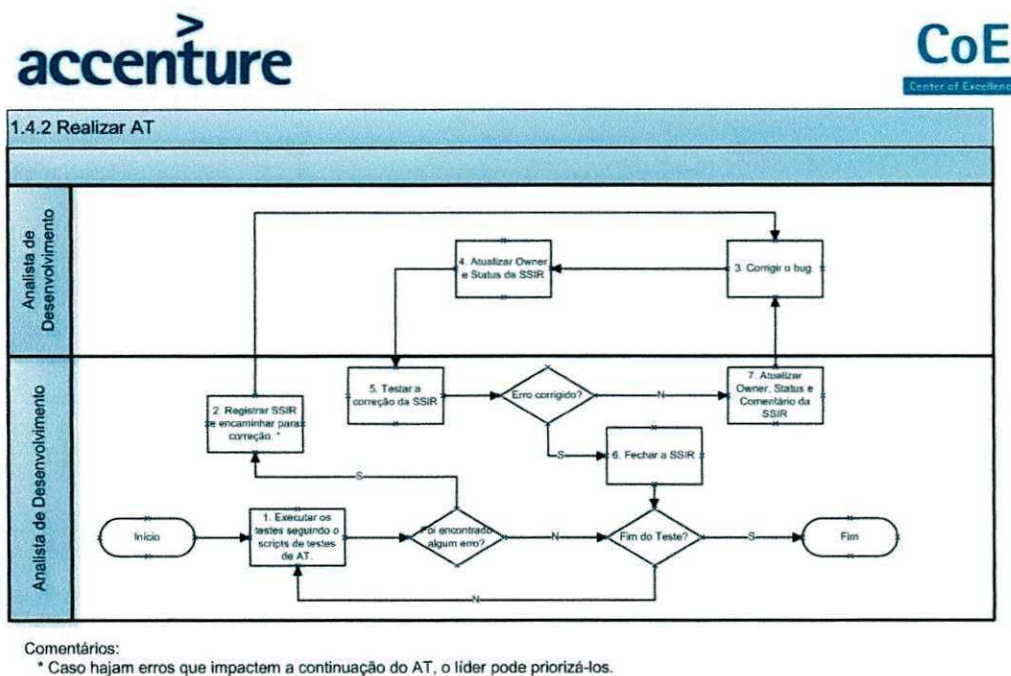 >
accenture
CoE
Center of Excellenc
1.4.2 Realizar AT
Analista de
Desenvolvimento
4. Atualizar Owner
e Status da SSIR
3. Corrigir o bug.
Analista de Desenvolvimento
2. Registrar SSIR
e encaminhar para
correção. *
5. Testar a
correção da SSIR
Erro corrigido?
N
7. Atualizar
Owner, Status e
Comentário da
SSIR
S
6. Fechar a SSIR
S
Início
1. Executar os
testes seguindo o
scripts de testes
de AT.
Foi encontrado
algum erro?
N
Fim do Teste?
S
Fim
N
Comentários:
* Caso hajam erros que impactem a continuação do AT, o líder pode priorizá-los.